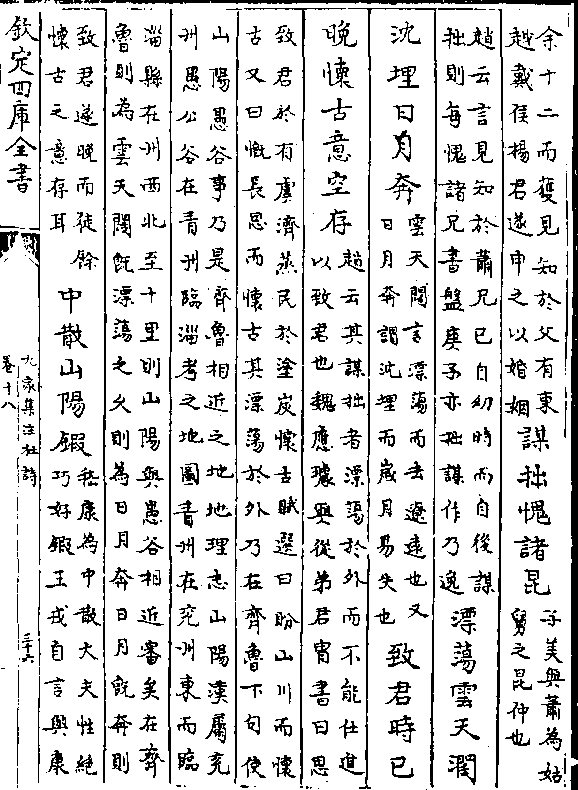 余十二而獲見知於父有東
越戴侯楊君遂申之以婚姻
謀拙愧諸昆
子美與蕭為姑
舅之昆仲也
趙云言見知於蕭兄已自幼時而自後謀
拙則每愧諸兄書盤庚予亦拙謀作乃逸
漂蕩雲天濶
沈埋日月奔
雲天闊言漂蕩而去遼遠也又
日月奔謂沈埋而歲月易失也
致君時已
晚懷古意空存
趙云其謀拙者漂蕩於外而不能仕進
以致君也魏應璩與從弟君胄書曰思
致君於有虞濟蒸民於塗炭懷古賦選曰盼山川而懷
古又曰慨長思而懷古其漂蕩於外乃在齊魯下句使
山陽愚谷事乃是齊魯相近之地地理志山陽漢屬兖
州愚公谷在青州臨淄考之地圖青州在兖州東而臨
淄縣在州西北至十里則山陽與愚谷相近審矣在齊
魯則為雲天闊既漂蕩之乆則為日月奔日月既奔則
致君遂晚而徒餘
懷古之意存耳
中散山陽鍛
嵇康為中散大夫性絶
巧好鍛王戎自言與康
欽定四庫全書
九家集注杜詩
卷十八
三十六